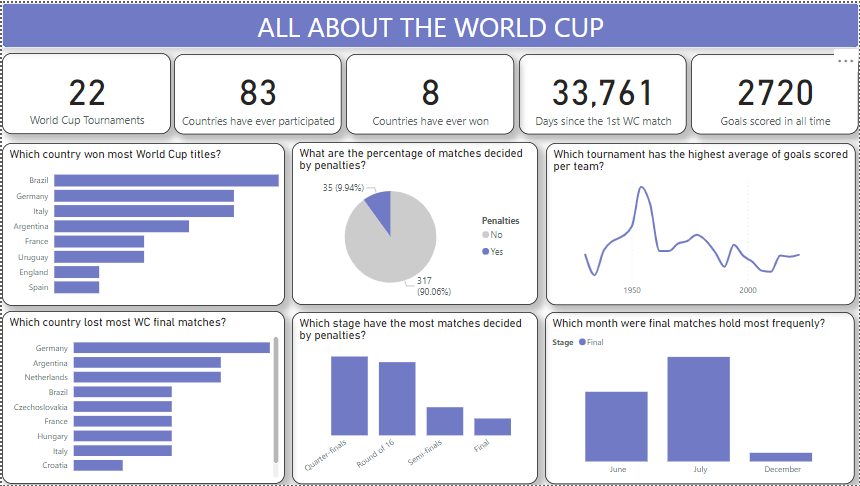 ALL ABOUT THE WORLD CUP
22
World Cup Tournaments
83
Countries have ever participated
8
Countries have ever won
33,761
Days since the 1st WC match
2720
Goals scored in all time
Which country won most World Cup titles?
Brazil
Germany
Italy
Argentina
France
Uruguay
England
Spain
What are the percentage of matches decided
by penalties?
35 (9.94%)
317
(90.06%)
Penalties
No
Yes
Which tournament has the highest average of goals scored
per team?
1950
2000
Which country lost most WC final matches?
Germany
Argentina
Netherlands
Brazil
Czechoslovakia
France
Hungary
Italy
Croatia
Which stage have the most matches decided
by penalties?
Quarter-finals
Round of 16
Semi-finals
Final
Which month were final matches hold most frequenly?
Stage Final
June
July
December